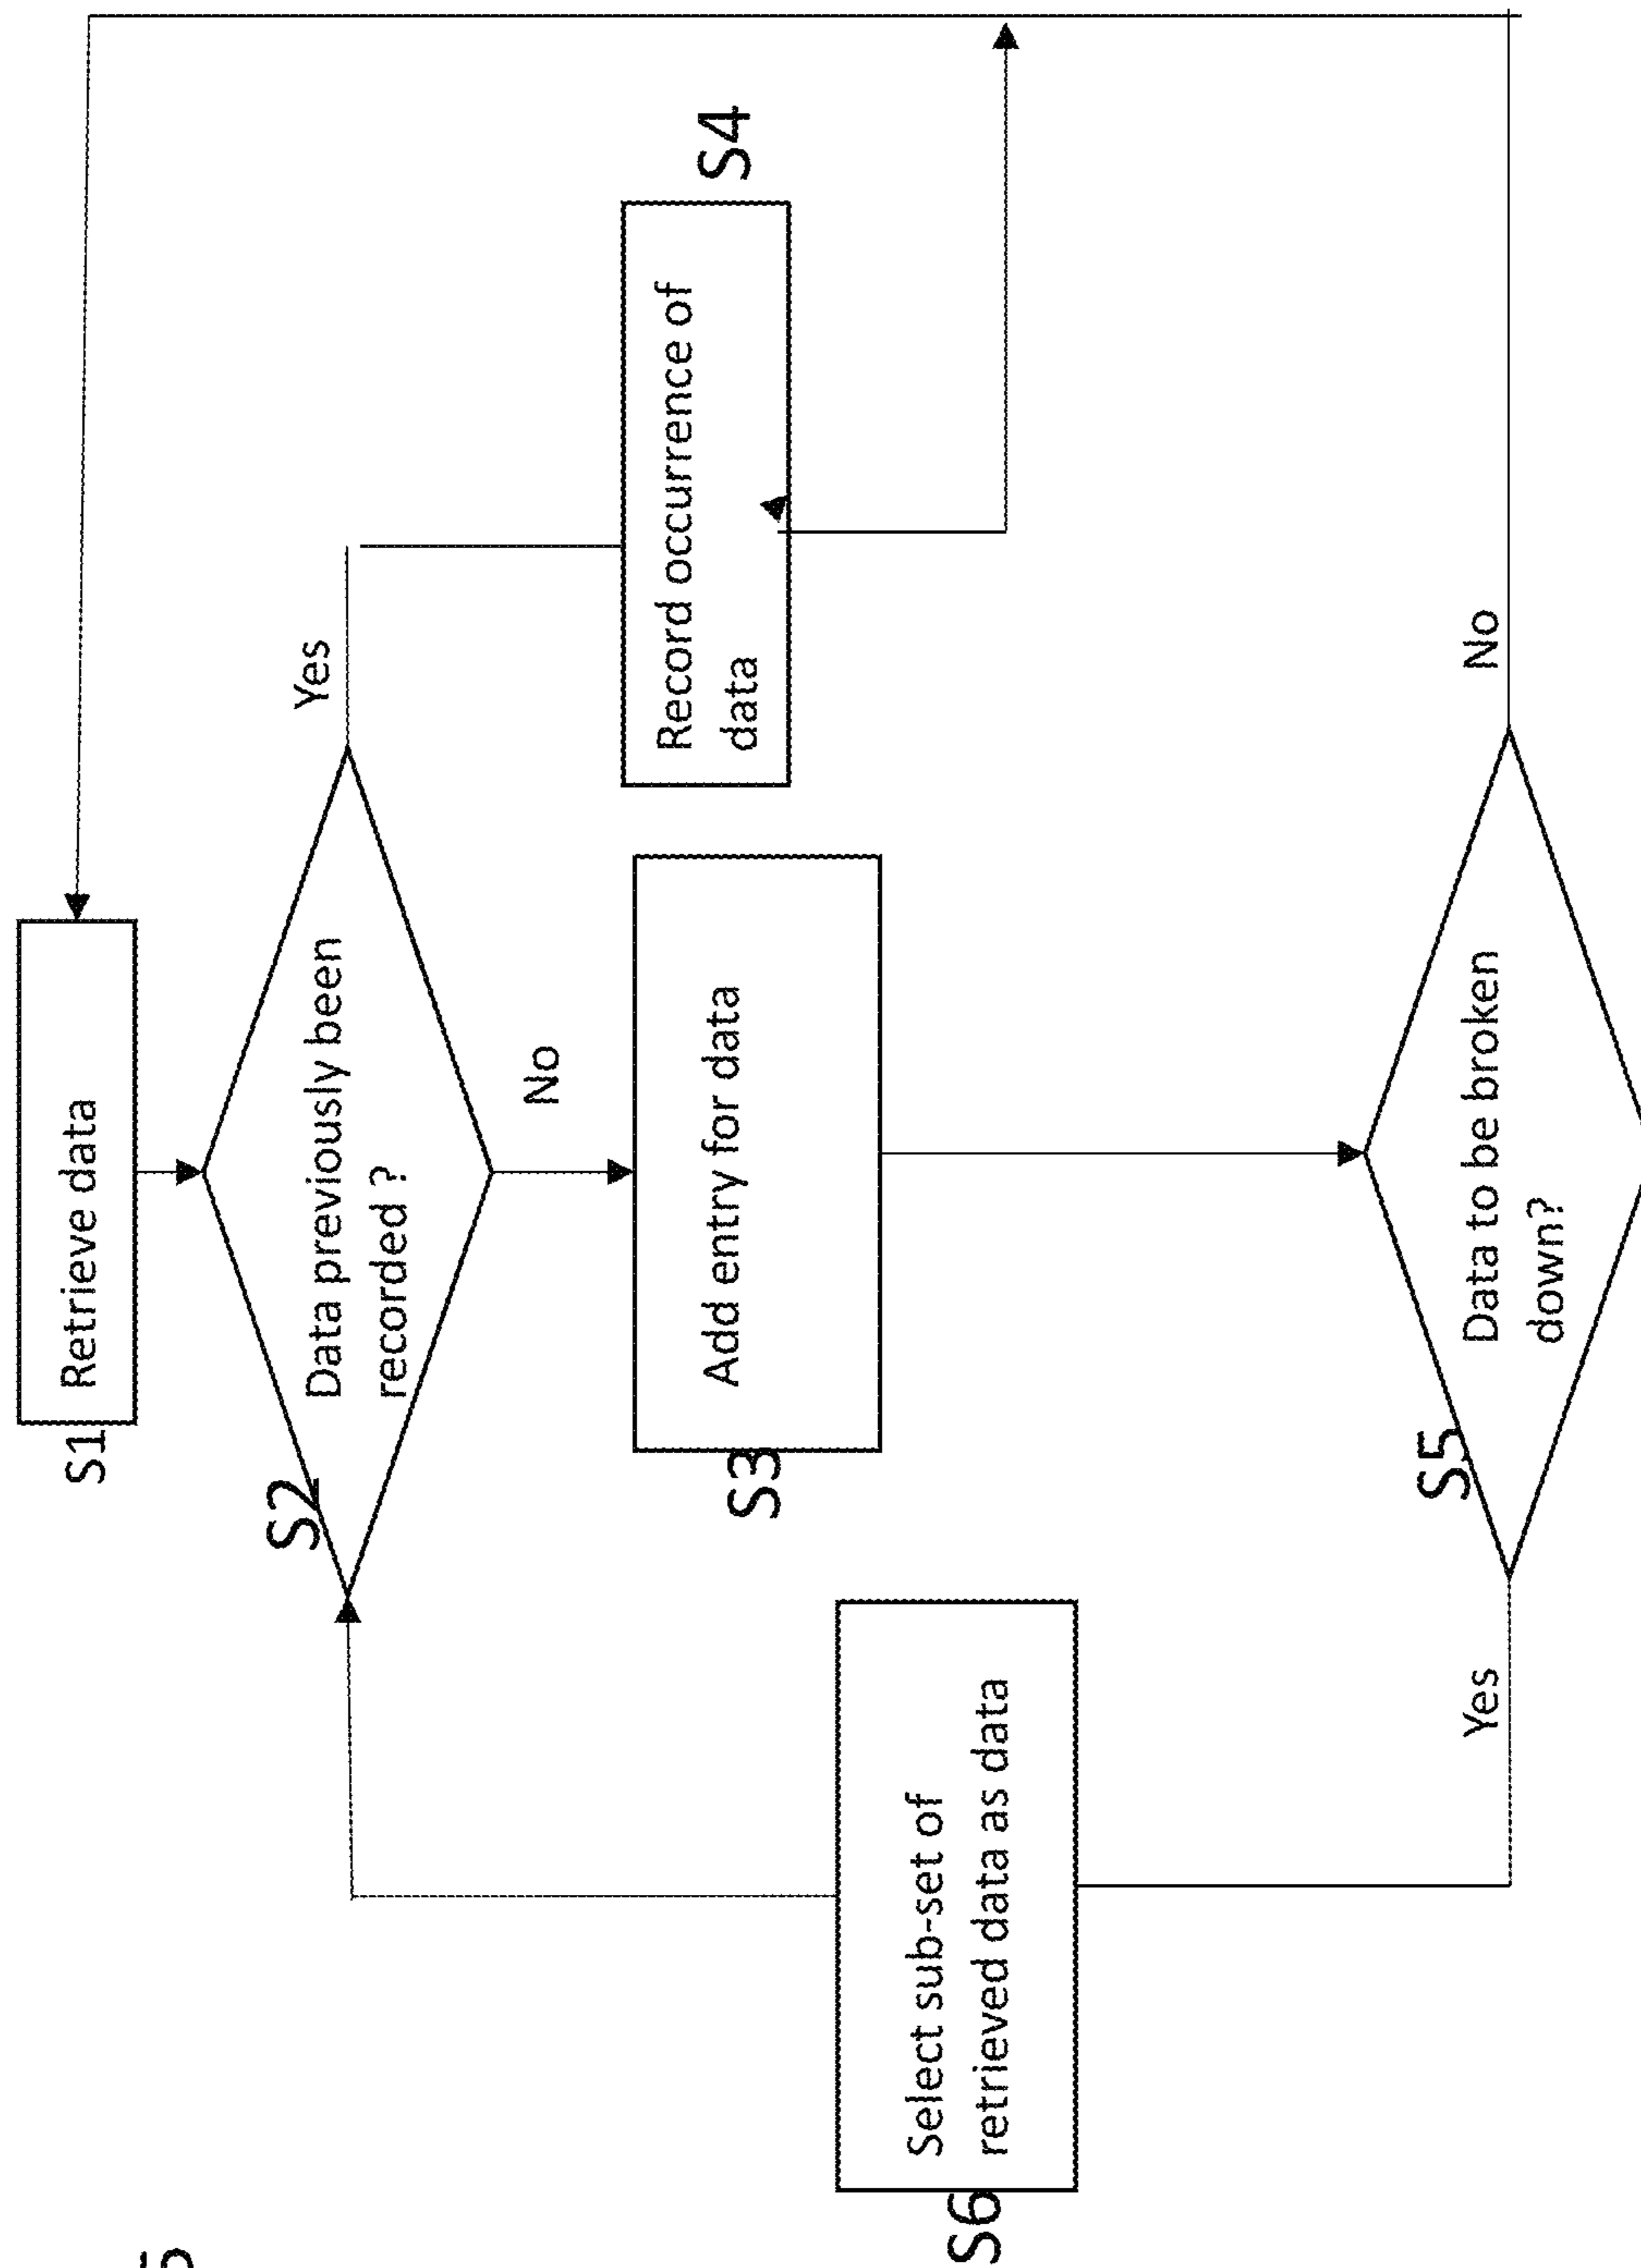 S1
Retrieve data
S2
Data previously been
recorded ?
Yes
No
S3
Add entry for data
Record occurrence of
data
S4
S5
Data to be broken
down?
Yes
No
S6
Select sub-set of
retrieved data as data